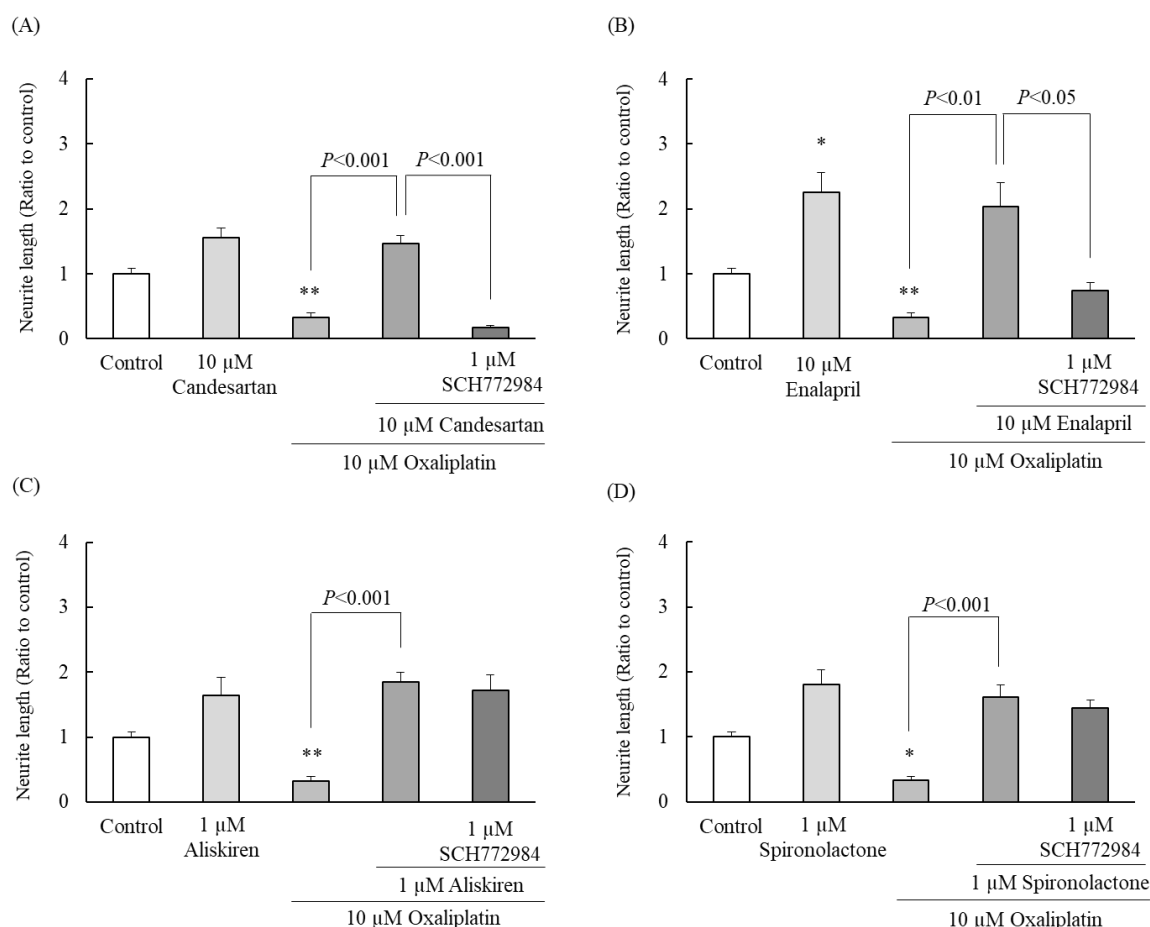 (A)
Neurite length (Ratio to control)
4
3
2
1
0
P<0.001
P<0.001
**
Control
10 µM
Candesartan
1 µM
SCH772984
10 µM Candesartan
10 µM Oxaliplatin
(B)
Neurite length (Ratio to control)
4
3
2
1
0
P<0.01
P<0.05
*
**
Control
10 µM
Enalapril
1 µM
SCH772984
10 µM Enalapril
10 µM Oxaliplatin
(C)
Neurite length (Ratio to control)
4
3
2
1
0
P<0.001
**
Control
1 µM
Aliskiren
1 µM
SCH772984
1 µM Aliskiren
10 µM Oxaliplatin
(D)
Neurite length (Ratio to control)
4
3
2
1
0
P<0.001
*
Control
1 µM
Spironolactone
1 µM
SCH772984
1 µM Spironolactone
10 µM Oxaliplatin